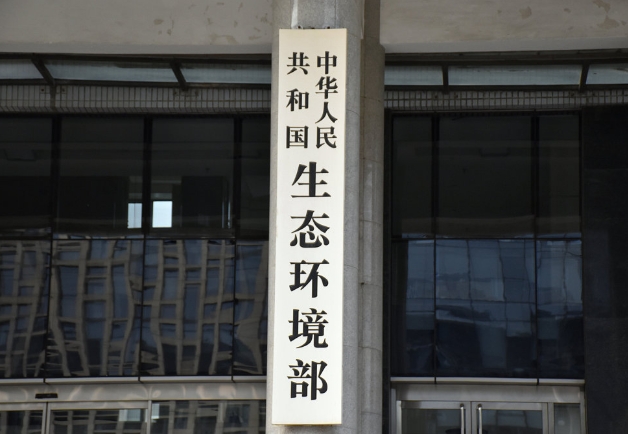 中华人民
共和国
生态环境部